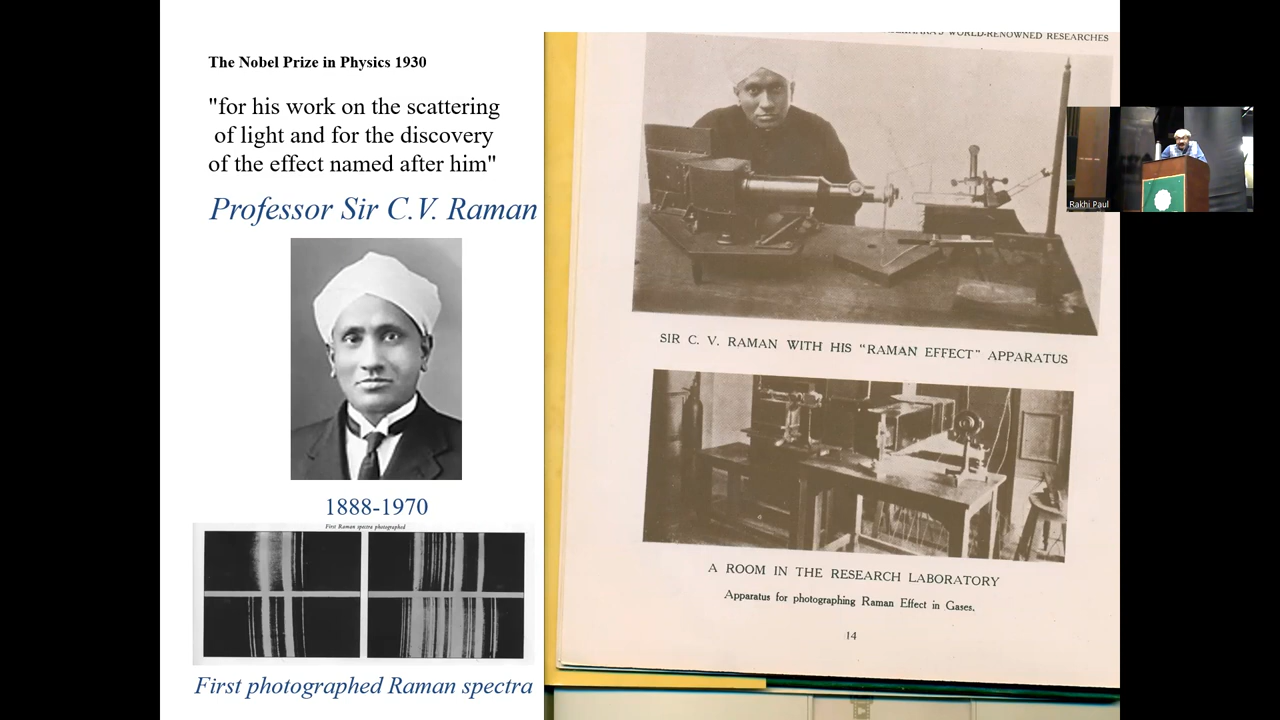 The Nobel Prize in Physics 1930
"for his work on the scattering
of light and for the discovery
of the effect named after him"
Professor Sir C.V. Raman
1888-1970
First Raman spectra photographed
First photographed Raman spectra
WORLD-RENOWNED RESEARCHES
SIR C. V. RAMAN WITH HIS "RAMAN EFFECT" APPARATUS
A ROOM IN THE RESEARCH LABORATORY
Apparatus for photographing Raman Effect in Gases.
14
Rakhi Paul